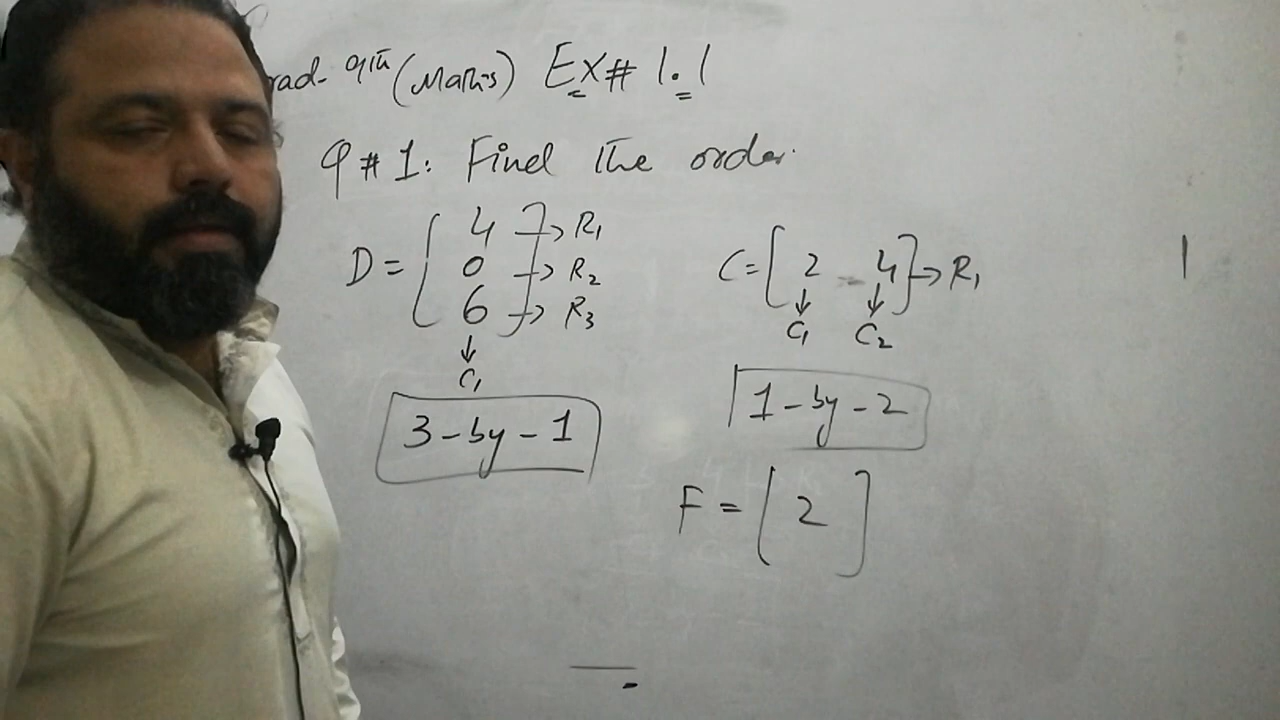 9th (Maths) Ex# 1.1
Q#1: Find the order.
D = [ 4 ] → R1
0 → R2
6 → R3
↓
C1
3-by-1
C = [ 2 4 ] → R1
↓ ↓
C1 C2
1-by-2
F = [ 2 ]